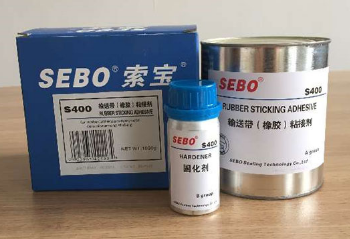 SEBO® 索宝®
S400
输送带（橡胶）粘接剂
RUBBER STICKING ADHESIVE
SEBO®
S400
HARDENER
固化剂
B group
SEBO®
S400
RUBBER STICKING ADHESIVE
输送带（橡胶）粘接剂
A group
SEBO Bonding Technology Co.,Ltd